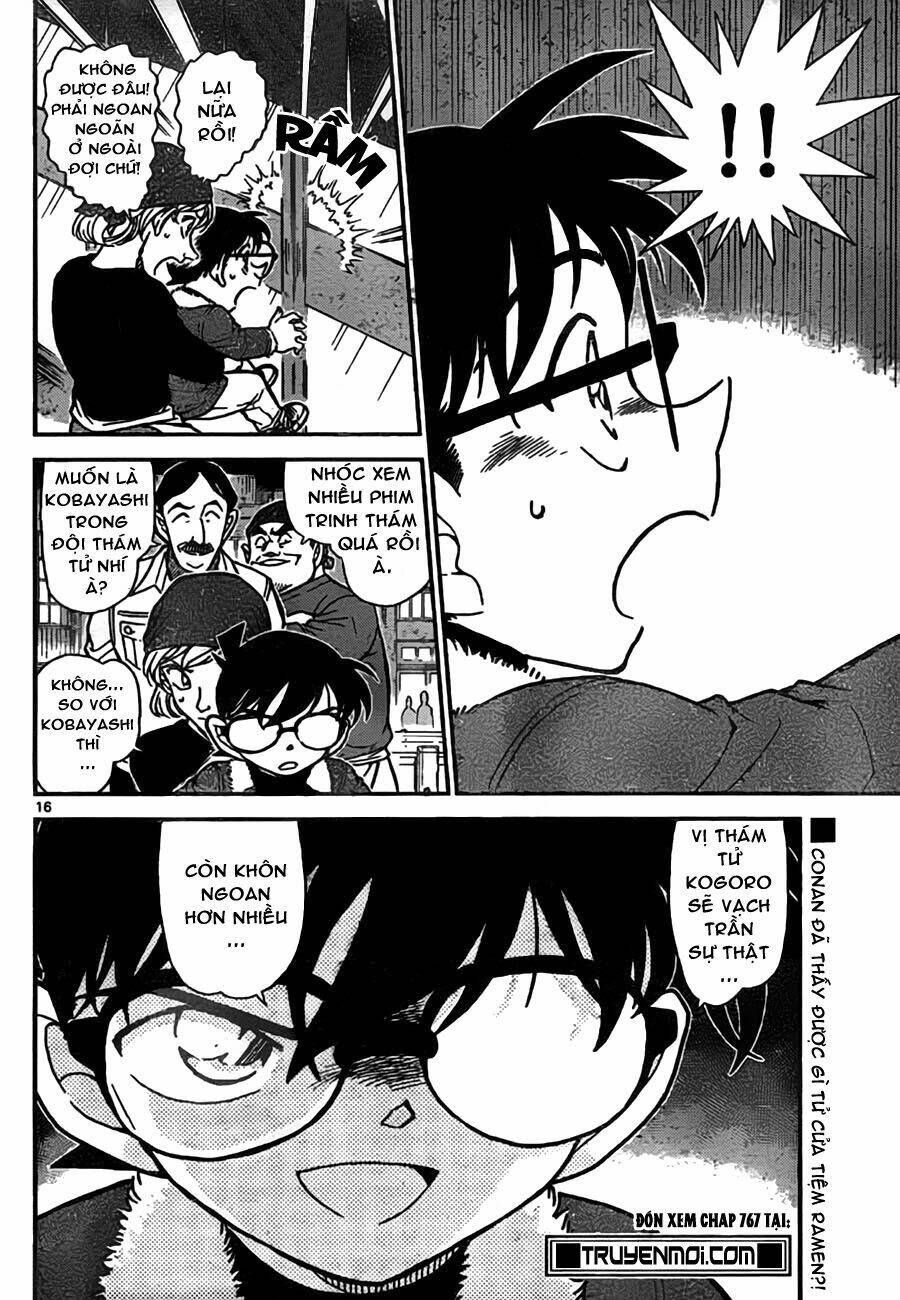 LẠI
NỮA
RỒI!
KHÔNG
ĐƯỢC ĐÂU!
PHẢI NGOAN
NGOÃN
Ở NGOÀI
ĐỢI CHỨ!
RẦM
!!
NHÓC XEM
NHIỀU PHIM
TRINH THÁM
QUÁ RỒI
À.
MUỐN LÀ
KOBAYASHI
TRONG
ĐỘI THÁM
TỬ NHÍ
À?
KHÔNG...
SO VỚI
KOBAYASHI
THÌ
...
16
VỊ THÁM
TỬ
KOGORO
SẼ VẠCH
TRẦN
SỰ THẬT
...
CÒN KHÔN
NGOAN
HƠN NHIỀU
...
CONAN ĐÃ THẤY ĐƯỢC GÌ TỬ CỬA TIỆM RAMEN?!
ĐÓN XEM CHAP 767 TẠI:
TRUYENMOI.COM